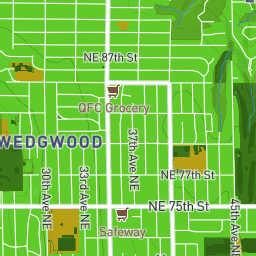 NE 87th St
QFC Grocery
WEDGWOOD
37th Ave NE
30th Ave NE
33rd Ave NE
NE 77th St
NE 75th St
45th Ave NE
Safeway